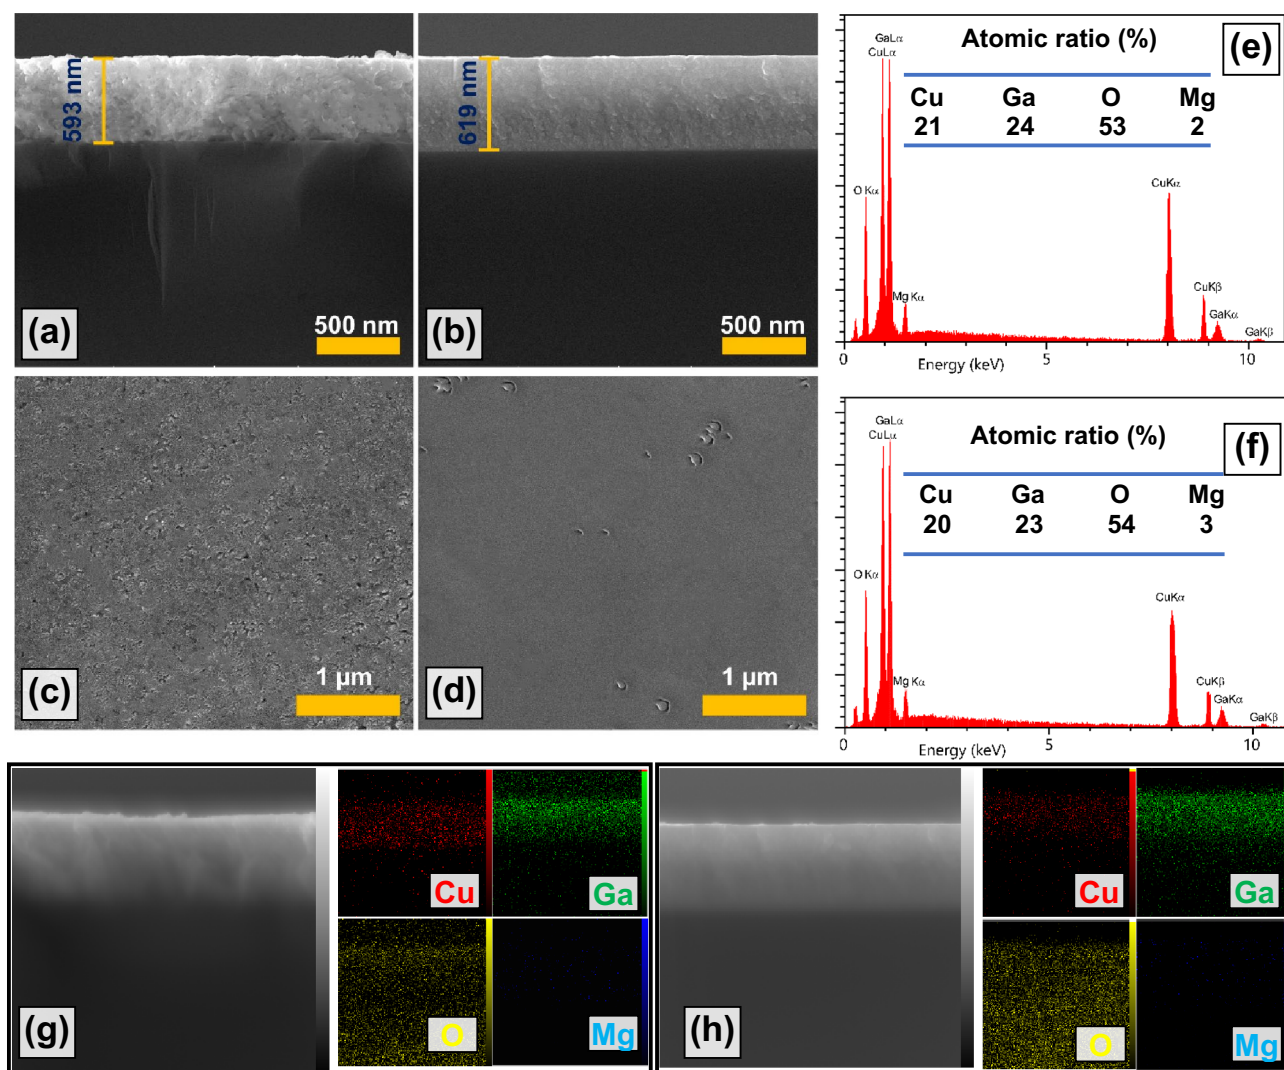 593 nm
(a)
500 nm
619 nm
(b)
500 nm
GaLα
CuLα
Atomic ratio (%)
(e)
Cu Ga O Mg
21 24 53 2
O Kα
Mg Kα
CuKα
CuKβ
GaKα
GaKβ
0 5 10
Energy (keV)
(c)
1 μm
(d)
1 μm
GaLα
CuLα
Atomic ratio (%)
(f)
Cu Ga O Mg
20 23 54 3
O Kα
Mg Kα
CuKα
CuKβ
GaKα
GaKβ
0 5 10
Energy (keV)
(g)
Cu
Ga
O
Mg
(h)
Cu
Ga
O
Mg